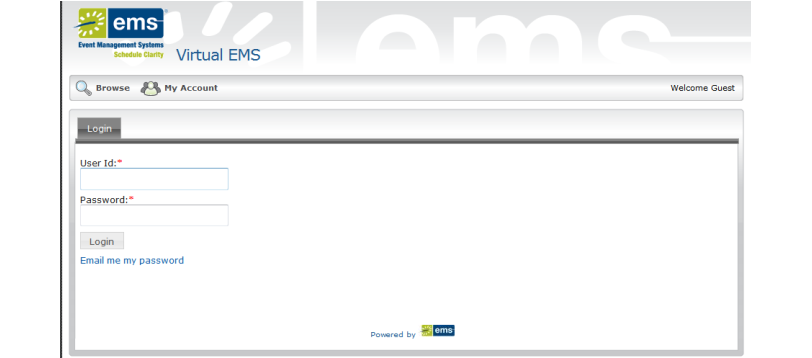 ems
Event Management Systems
Schedule Clarity
Virtual EMS
ems
Browse My Account Welcome Guest
Login
User Id:*
Password:*
Login
Email me my password
Powered by ems